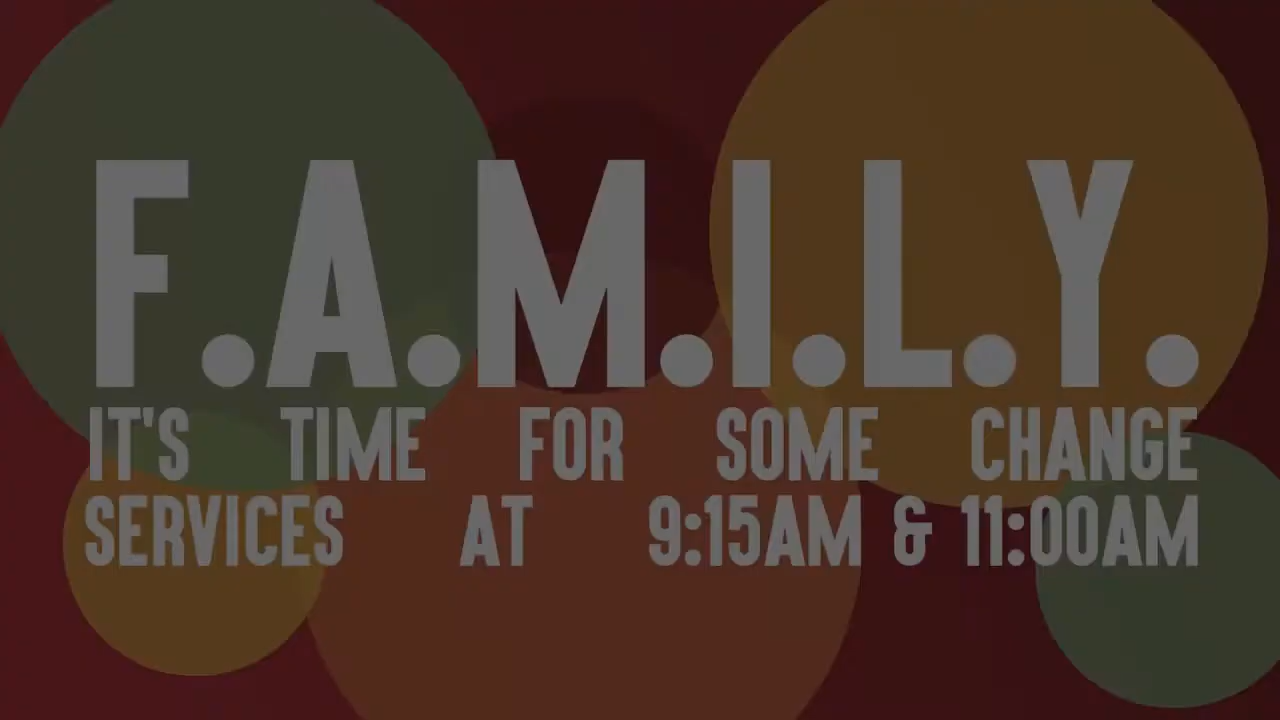 F.A.M.I.L.Y.
IT'S TIME FOR SOME CHANGE
SERVICES AT 9:15AM & 11:00AM